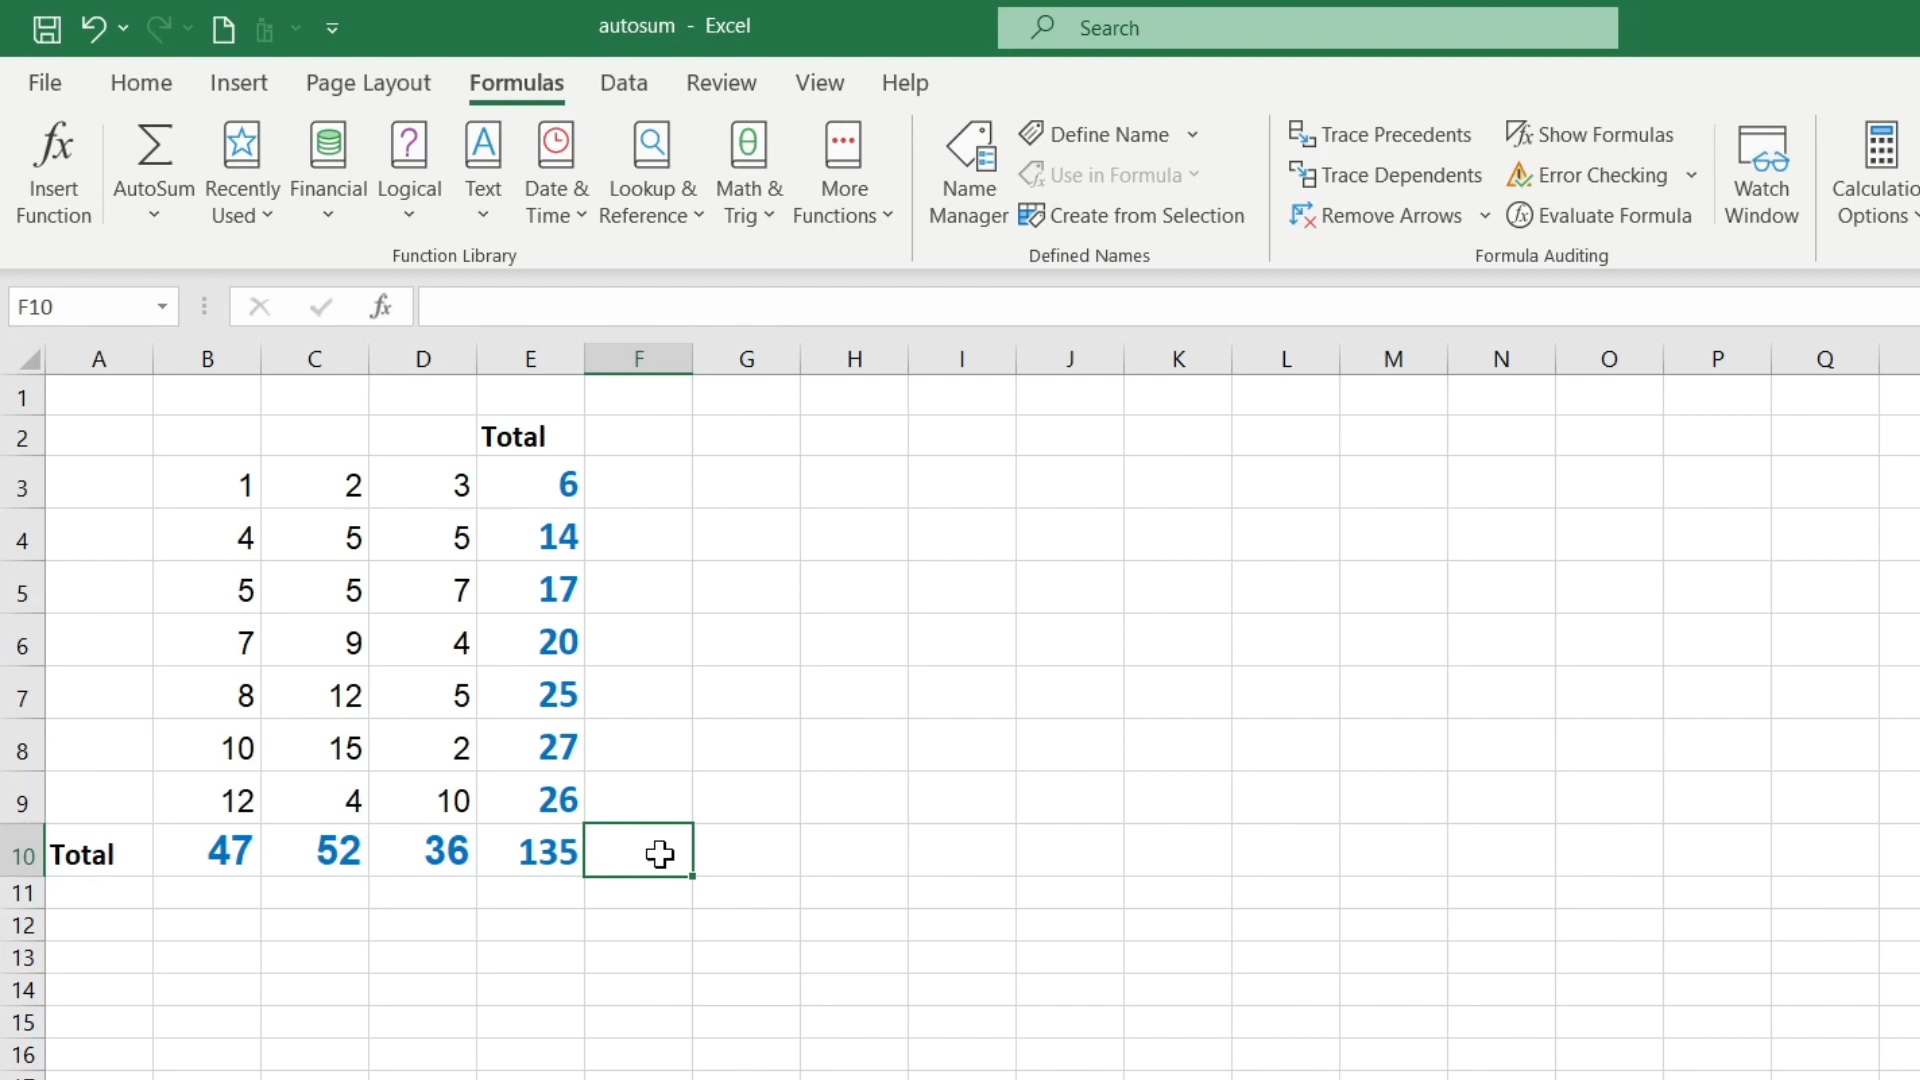 autosum - Excel
Search
File Home Insert Page Layout Formulas Data Review View Help
fx Insert Function
AutoSum
Recently Used
Financial
Logical
Text
Date & Time
Lookup & Reference
Math & Trig
More Functions
Function Library
Name Manager
Define Name
Use in Formula
Create from Selection
Defined Names
Trace Precedents
Trace Dependents
Remove Arrows
Show Formulas
Error Checking
Evaluate Formula
Formula Auditing
Watch Window
Calculatio
Options
F10 fx
A B C D E F G H I J K L M N O P Q
1
2 Total
3 1 2 3 6
4 4 5 5 14
5 5 5 7 17
6 7 9 4 20
7 8 12 5 25
8 10 15 2 27
9 12 4 10 26
10 Total 47 52 36 135
11
12
13
14
15
16